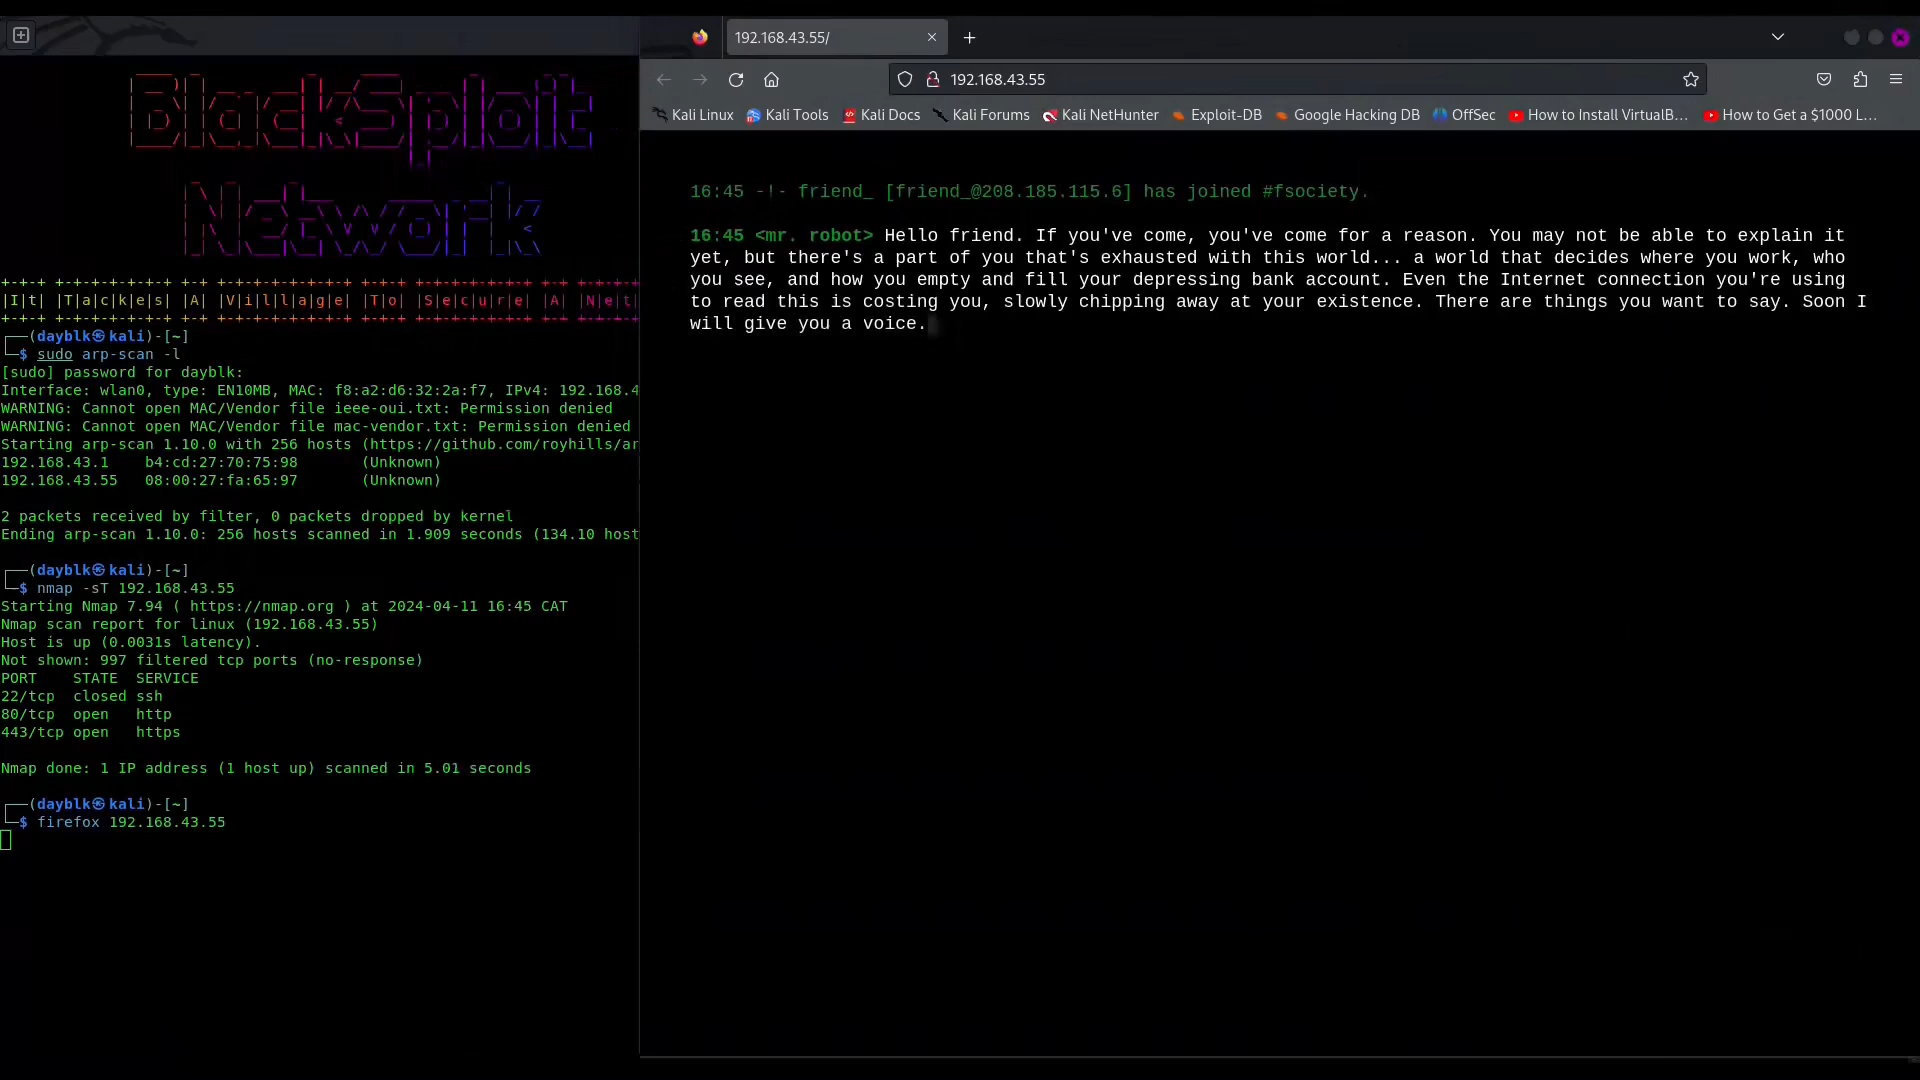 BlackSploit
Network
|I|t| |T|a|c|k|e|s| |A| |V|i|l|l|a|g|e| |T|o| |S|e|c|u|r|e| |A| |N|e|t
┌──(dayblk㉿kali)-[~]
└─$ sudo arp-scan -l
[sudo] password for dayblk:
Interface: wlan0, type: EN10MB, MAC: f8:a2:d6:32:2a:f7, IPv4: 192.168.4
WARNING: Cannot open MAC/Vendor file ieee-oui.txt: Permission denied
WARNING: Cannot open MAC/Vendor file mac-vendor.txt: Permission denied
Starting arp-scan 1.10.0 with 256 hosts (https://github.com/royhills/ar
192.168.43.1    b4:cd:27:70:75:98       (Unknown)
192.168.43.55   08:00:27:fa:65:97       (Unknown)
2 packets received by filter, 0 packets dropped by kernel
Ending arp-scan 1.10.0: 256 hosts scanned in 1.909 seconds (134.10 host
┌──(dayblk㉿kali)-[~]
└─$ nmap -sT 192.168.43.55
Starting Nmap 7.94 ( https://nmap.org ) at 2024-04-11 16:45 CAT
Nmap scan report for linux (192.168.43.55)
Host is up (0.0031s latency).
Not shown: 997 filtered tcp ports (no-response)
PORT    STATE  SERVICE
22/tcp  closed ssh
80/tcp  open   http
443/tcp open   https
Nmap done: 1 IP address (1 host up) scanned in 5.01 seconds
┌──(dayblk㉿kali)-[~]
└─$ firefox 192.168.43.55
192.168.43.55/
192.168.43.55
Kali Linux Kali Tools Kali Docs Kali Forums Kali NetHunter Exploit-DB Google Hacking DB OffSec How to Install VirtualB… How to Get a $1000 L…
16:45 -!- friend_ [friend_@208.185.115.6] has joined #fsociety.
16:45 <mr. robot> Hello friend. If you've come, you've come for a reason. You may not be able to explain it
yet, but there's a part of you that's exhausted with this world... a world that decides where you work, who
you see, and how you empty and fill your depressing bank account. Even the Internet connection you're using
to read this is costing you, slowly chipping away at your existence. There are things you want to say. Soon I
will give you a voice.